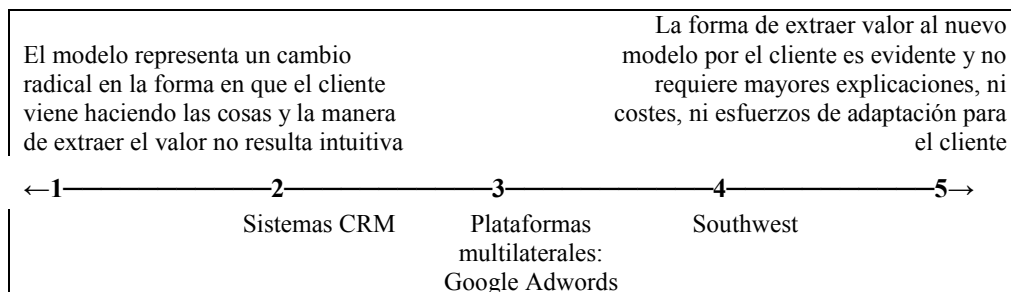 El modelo representa un cambio
radical en la forma en que el cliente
viene haciendo las cosas y la manera
de extraer el valor no resulta intuitiva
La forma de extraer valor al nuevo
modelo por el cliente es evidente y no
requiere mayores explicaciones, ni
costes, ni esfuerzos de adaptación para
el cliente
←1 2 3 4 5→
Sistemas CRM
Plataformas
multilaterales:
Google Adwords
Southwest